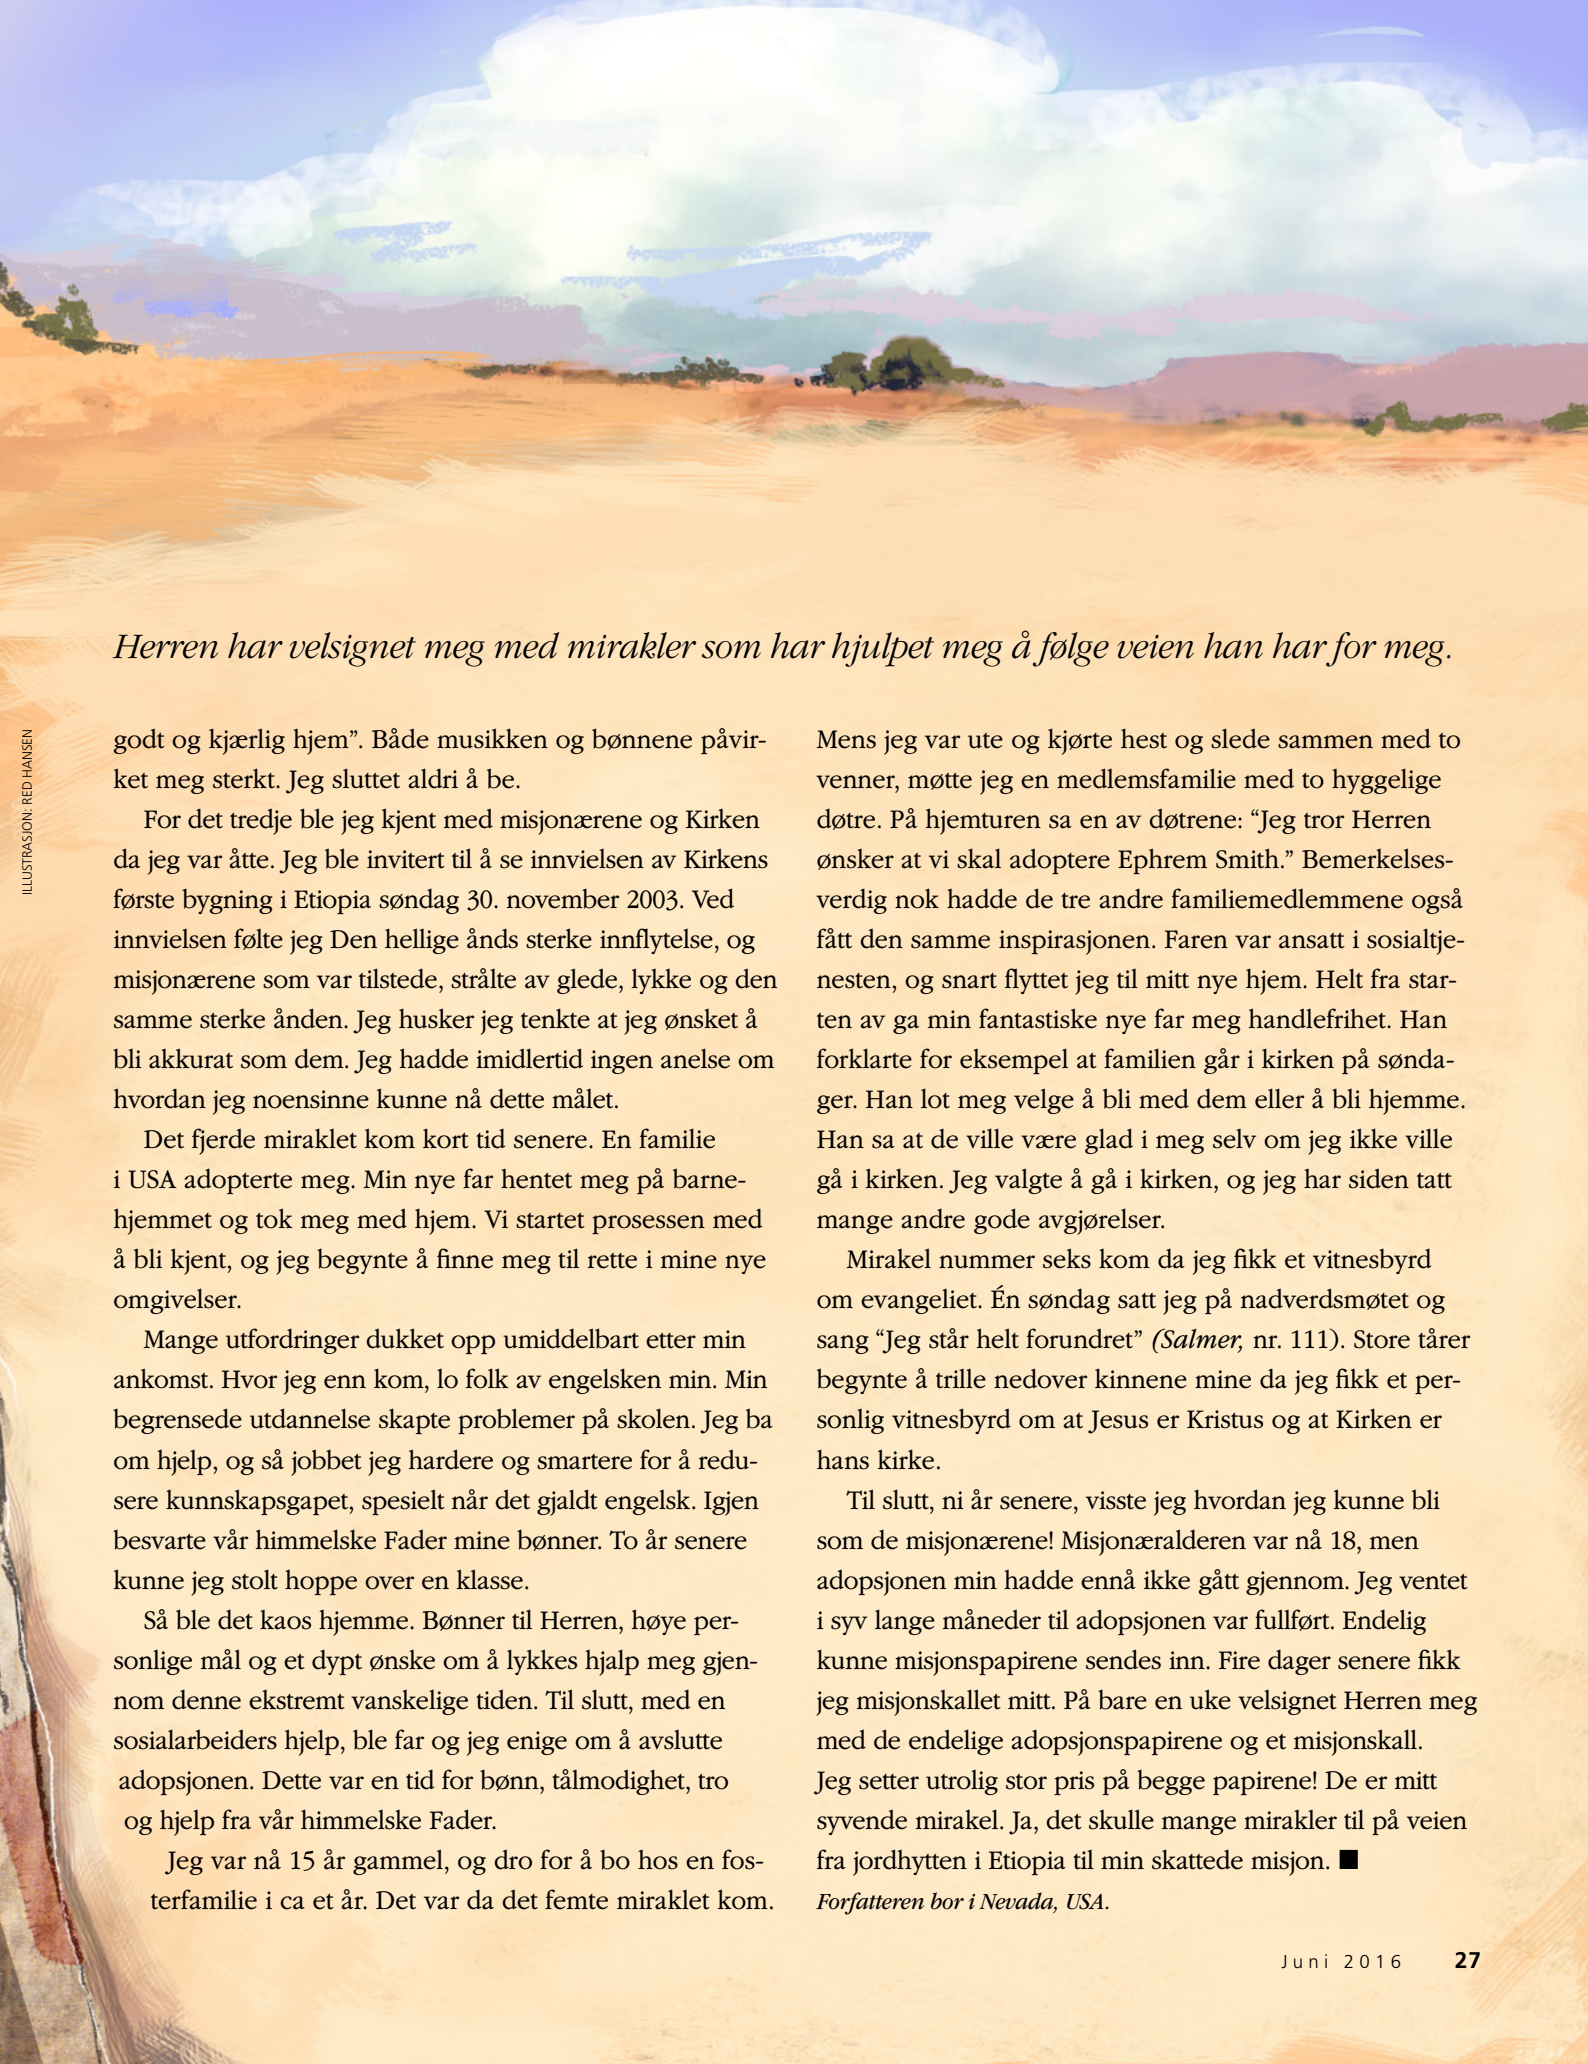 Herren har velsignet meg med mirakler som har hjulpet meg å følge veien han har for meg.
ILLUSTRASJON: RED HANSEN
godt og kjærlig hjem”. Både musikken og bønnene påvir-
ket meg sterkt. Jeg sluttet aldri å be.
For det tredje ble jeg kjent med misjonærene og Kirken
da jeg var åtte. Jeg ble invitert til å se innvielsen av Kirkens
første bygning i Etiopia søndag 30. november 2003. Ved
innvielsen følte jeg Den hellige ånds sterke innflytelse, og
misjonærene som var tilstede, strålte av glede, lykke og den
samme sterke ånden. Jeg husker jeg tenkte at jeg ønsket å
bli akkurat som dem. Jeg hadde imidlertid ingen anelse om
hvordan jeg noensinne kunne nå dette målet.
Det fjerde miraklet kom kort tid senere. En familie
i USA adopterte meg. Min nye far hentet meg på barne-
hjemmet og tok meg med hjem. Vi startet prosessen med
å bli kjent, og jeg begynte å finne meg til rette i mine nye
omgivelser.
Mange utfordringer dukket opp umiddelbart etter min
ankomst. Hvor jeg enn kom, lo folk av engelsken min. Min
begrensede utdannelse skapte problemer på skolen. Jeg ba
om hjelp, og så jobbet jeg hardere og smartere for å redu-
sere kunnskapsgapet, spesielt når det gjaldt engelsk. Igjen
besvarte vår himmelske Fader mine bønner. To år senere
kunne jeg stolt hoppe over en klasse.
Så ble det kaos hjemme. Bønner til Herren, høye per-
sonlige mål og et dypt ønske om å lykkes hjalp meg gjen-
nom denne ekstremt vanskelige tiden. Til slutt, med en
sosialarbeiders hjelp, ble far og jeg enige om å avslutte
adopsjonen. Dette var en tid for bønn, tålmodighet, tro
og hjelp fra vår himmelske Fader.
Jeg var nå 15 år gammel, og dro for å bo hos en fos-
terfamilie i ca et år. Det var da det femte miraklet kom.
Mens jeg var ute og kjørte hest og slede sammen med to
venner, møtte jeg en medlemsfamilie med to hyggelige
døtre. På hjemturen sa en av døtrene: “Jeg tror Herren
ønsker at vi skal adoptere Ephrem Smith.” Bemerkelses-
verdig nok hadde de tre andre familiemedlemmene også
fått den samme inspirasjonen. Faren var ansatt i sosialtje-
nesten, og snart flyttet jeg til mitt nye hjem. Helt fra star-
ten av ga min fantastiske nye far meg handlefrihet. Han
forklarte for eksempel at familien går i kirken på sønda-
ger. Han lot meg velge å bli med dem eller å bli hjemme.
Han sa at de ville være glad i meg selv om jeg ikke ville
gå i kirken. Jeg valgte å gå i kirken, og jeg har siden tatt
mange andre gode avgjørelser.
Mirakel nummer seks kom da jeg fikk et vitnesbyrd
om evangeliet. Én søndag satt jeg på nadverdsmøtet og
sang “Jeg står helt forundret” (Salmer, nr. 111). Store tårer
begynte å trille nedover kinnene mine da jeg fikk et per-
sonlig vitnesbyrd om at Jesus er Kristus og at Kirken er
hans kirke.
Til slutt, ni år senere, visste jeg hvordan jeg kunne bli
som de misjonærene! Misjonæralderen var nå 18, men
adopsjonen min hadde ennå ikke gått gjennom. Jeg ventet
i syv lange måneder til adopsjonen var fullført. Endelig
kunne misjonspapirene sendes inn. Fire dager senere fikk
jeg misjonskallet mitt. På bare en uke velsignet Herren meg
med de endelige adopsjonspapirene og et misjonskall.
Jeg setter utrolig stor pris på begge papirene! De er mitt
syvende mirakel. Ja, det skulle mange mirakler til på veien
fra jordhytten i Etiopia til min skattede misjon. ■
Forfatteren bor i Nevada, USA.
Juni 2016 27